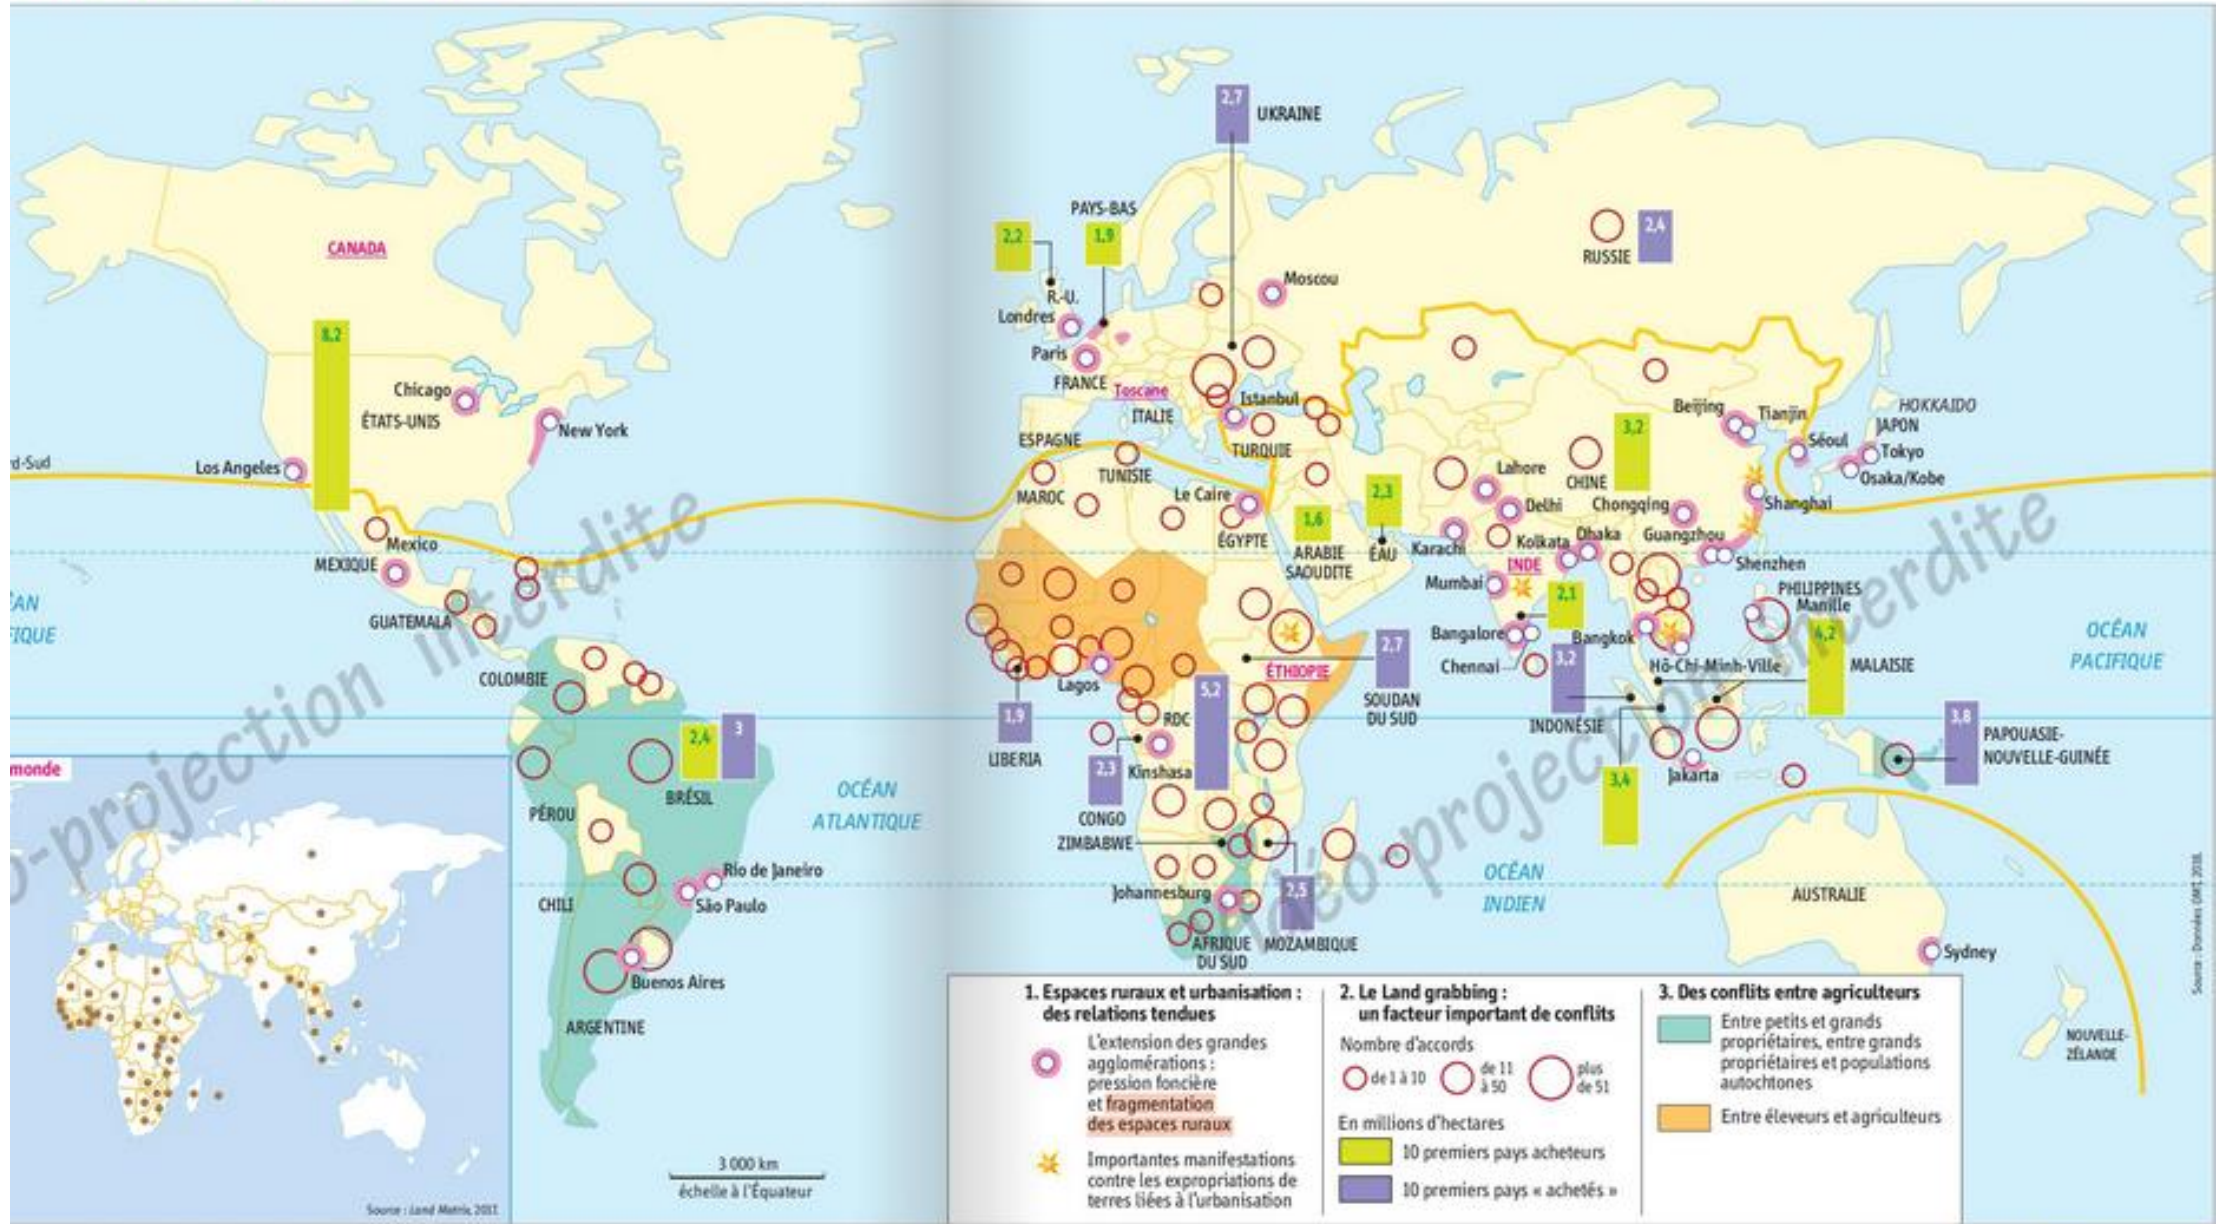 CANADA
8,2
Chicago
ÉTATS-UNIS
New York
Los Angeles
d-Sud
Mexico
MEXIQUE
GUATEMALA
COLOMBIE
PÉROU
BRÉSIL
2,4
3
CHILI
Rio de Janeiro
São Paulo
Buenos Aires
ARGENTINE
OCÉAN
ATLANTIQUE
AN
IQUE
monde
Source : Land Matrix, 2017.
3 000 km
échelle à l'Équateur
2,7
UKRAINE
PAYS-BAS
2,2
1,9
R.-U.
Londres
Paris
FRANCE
Moscou
RUSSIE
2,4
Toscane
ITALIE
Istanbul
TURQUIE
ESPAGNE
TUNISIE
MAROC
Le Caire
ÉGYPTE
1,6
ARABIE
SAOUDITE
2,3
ÉAU
Lahore
Delhi
Karachi
Kolkata
Dhaka
INDE
Mumbai
2,1
Bangalore
Chennai
CHINE
3,2
Beijing
Tianjin
Séoul
HOKKAIDO
JAPON
Tokyo
Osaka/Kobe
Shanghai
Chongqing
Guangzhou
Shenzhen
PHILIPPINES
Manille
Bangkok
Hô-Chi-Minh-Ville
4,2
MALAISIE
3,2
INDONÉSIE
3,4
Jakarta
3,8
PAPOUASIE-
NOUVELLE-GUINÉE
OCÉAN
PACIFIQUE
Lagos
1,9
LIBERIA
ÉTHIOPIE
2,7
SOUDAN
DU SUD
5,2
RDC
Kinshasa
2,3
CONGO
ZIMBABWE
Johannesburg
2,5
AFRIQUE
DU SUD
MOZAMBIQUE
OCÉAN
INDIEN
AUSTRALIE
Sydney
NOUVELLE-
ZÉLANDE
o-projection interdite
idéo-projection interdite
1. Espaces ruraux et urbanisation :
des relations tendues
L'extension des grandes
agglomérations :
pression foncière
et fragmentation
des espaces ruraux
Importantes manifestations
contre les expropriations de
terres liées à l'urbanisation
2. Le Land grabbing :
un facteur important de conflits
Nombre d'accords
de 1 à 10
de 11
à 50
plus
de 51
En millions d'hectares
10 premiers pays acheteurs
10 premiers pays « achetés »
3. Des conflits entre agriculteurs
Entre petits et grands
propriétaires, entre grands
propriétaires et populations
autochtones
Entre éleveurs et agriculteurs